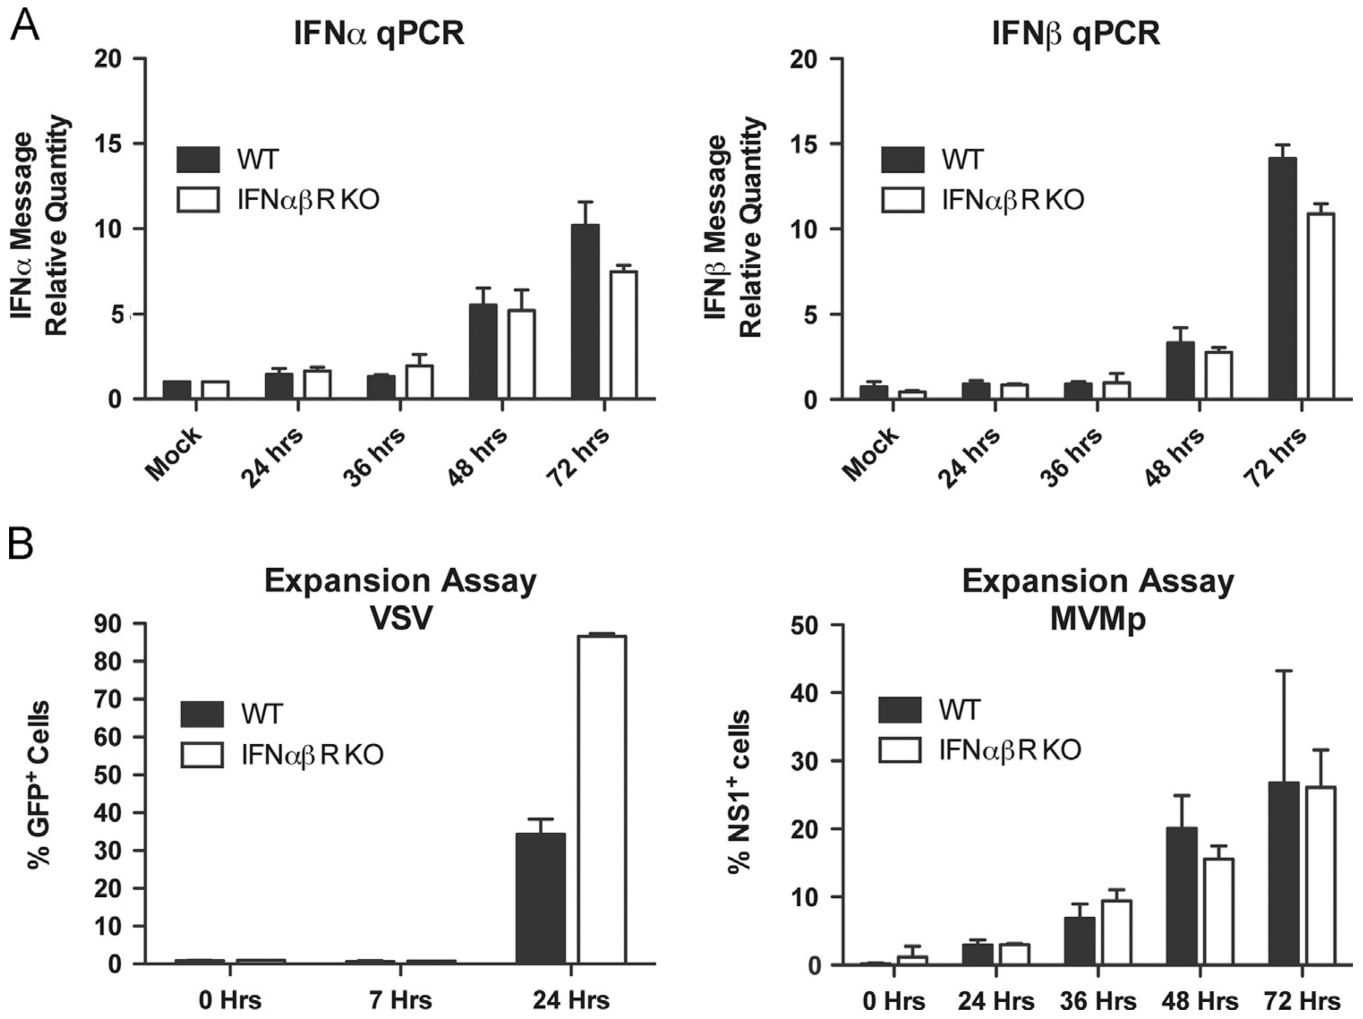 A
IFNα qPCR
IFNα Message
Relative Quantity
20
15
10
5
0
WT
IFNαβR KO
Mock
24 hrs
36 hrs
48 hrs
72 hrs
IFNβ qPCR
IFNβ Message
Relative Quantity
20
15
10
5
0
WT
IFNαβR KO
Mock
24 hrs
36 hrs
48 hrs
72 hrs
B
Expansion Assay
VSV
% GFP⁺ Cells
90
80
70
60
50
40
30
20
10
0
WT
IFNαβR KO
0 Hrs
7 Hrs
24 Hrs
Expansion Assay
MVMp
% NS1⁺ cells
50
40
30
20
10
0
WT
IFNαβR KO
0 Hrs
24 Hrs
36 Hrs
48 Hrs
72 Hrs